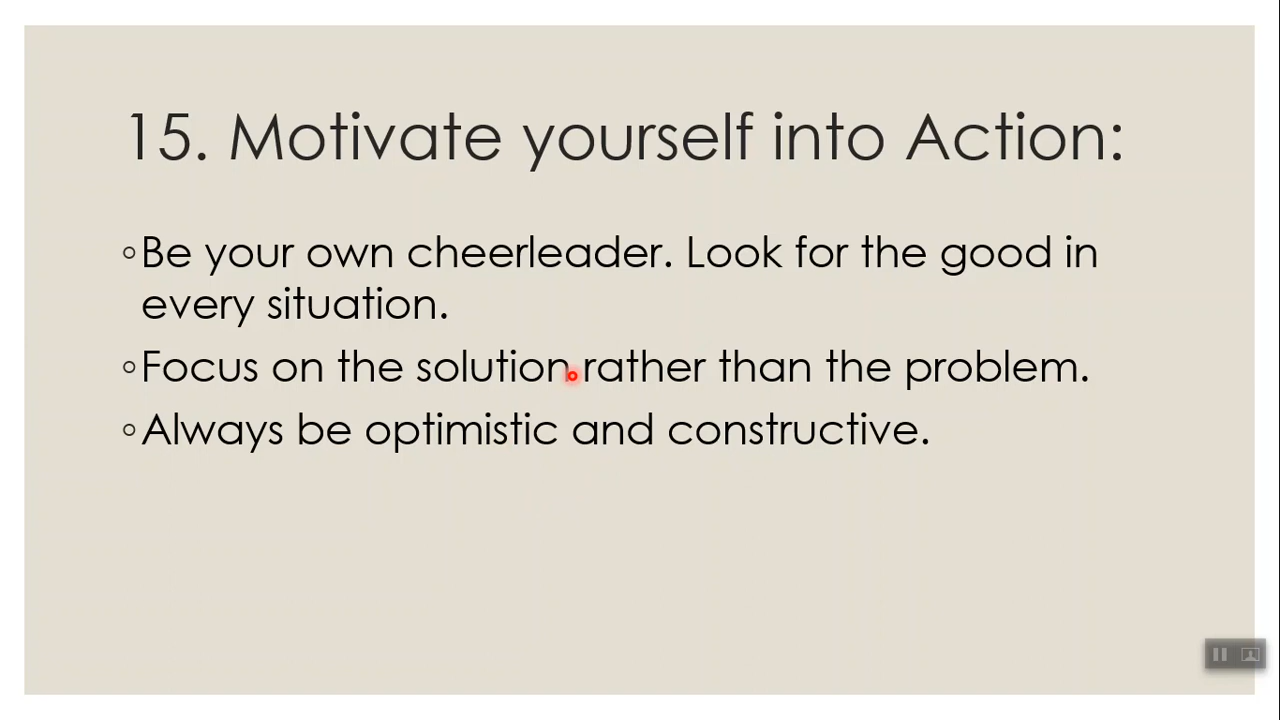 15. Motivate yourself into Action:
◦Be your own cheerleader. Look for the good in
every situation.
◦Focus on the solution rather than the problem.
◦Always be optimistic and constructive.